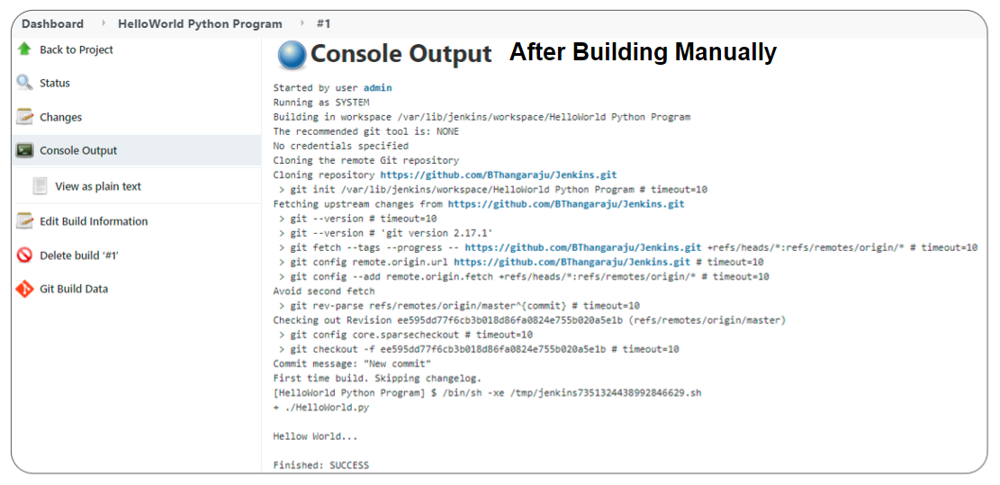 Dashboard HelloWorld Python Program #1
Back to Project
Status
Changes
Console Output
View as plain text
Edit Build Information
Delete build ‘#1’
Git Build Data
Console Output After Building Manually
Started by user admin
Running as SYSTEM
Building in workspace /var/lib/jenkins/workspace/HelloWorld Python Program
The recommended git tool is: NONE
No credentials specified
Cloning the remote Git repository
Cloning repository https://github.com/BThangaraju/Jenkins.git
> git init /var/lib/jenkins/workspace/HelloWorld Python Program # timeout=10
Fetching upstream changes from https://github.com/BThangaraju/Jenkins.git
> git --version # timeout=10
> git --version # 'git version 2.17.1'
> git fetch --tags --progress -- https://github.com/BThangaraju/Jenkins.git +refs/heads/*:refs/remotes/origin/* # timeout=10
> git config remote.origin.url https://github.com/BThangaraju/Jenkins.git # timeout=10
> git config --add remote.origin.fetch +refs/heads/*:refs/remotes/origin/* # timeout=10
Avoid second fetch
> git rev-parse refs/remotes/origin/master^{commit} # timeout=10
Checking out Revision ee595dd77f6cb3b018d86fa0824e755b020a5e1b (refs/remotes/origin/master)
> git config core.sparsecheckout # timeout=10
> git checkout -f ee595dd77f6cb3b018d86fa0824e755b020a5e1b # timeout=10
Commit message: "New commit"
First time build. Skipping changelog.
[HelloWorld Python Program] $ /bin/sh -xe /tmp/jenkins7351324438992846629.sh
+ ./HelloWorld.py
Hellow World...
Finished: SUCCESS